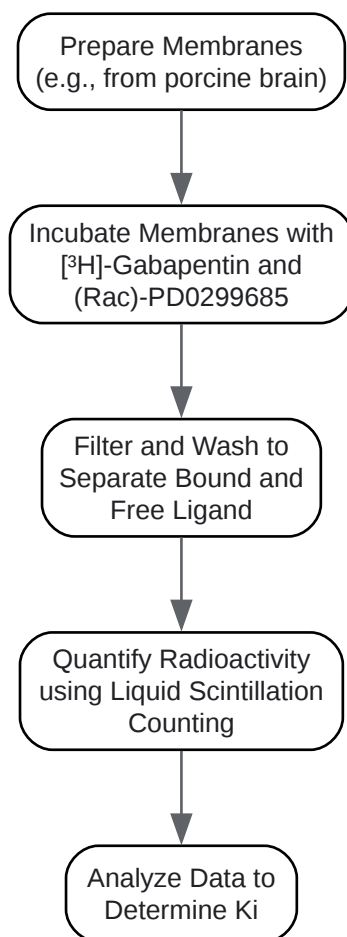 Prepare Membranes
(e.g., from porcine brain)
Incubate Membranes with
[³H]-Gabapentin and
(Rac)-PD0299685
Filter and Wash to
Separate Bound and
Free Ligand
Quantify Radioactivity
using Liquid Scintillation
Counting
Analyze Data to
Determine Ki